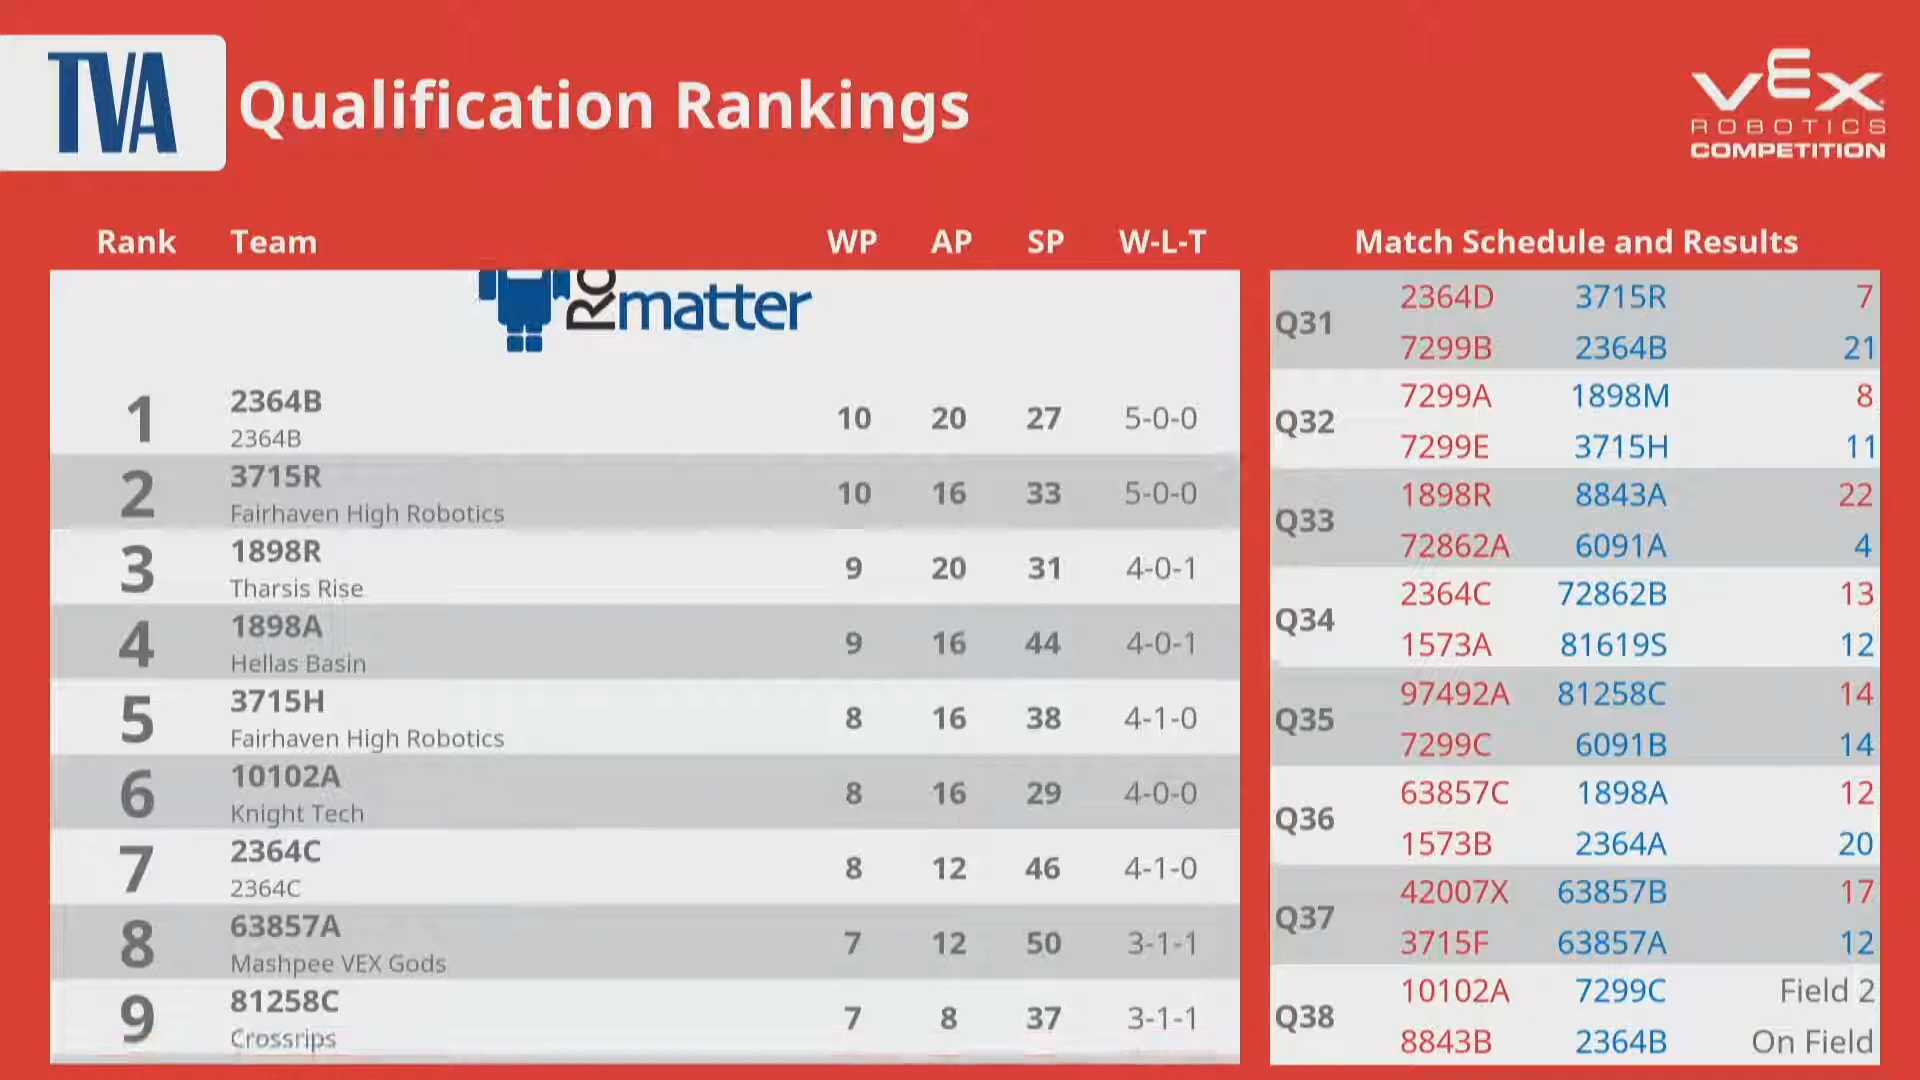 TVA
Qualification Rankings
VEX
ROBOTICS
COMPETITION
Rank Team WP AP SP W-L-T
matter
1 2364B 10 20 27 5-0-0
2364B
2 3715R 10 16 33 5-0-0
Fairhaven High Robotics
3 1898R 9 20 31 4-0-1
Tharsis Rise
4 1898A 9 16 44 4-0-1
Hellas Basin
5 3715H 8 16 38 4-1-0
Fairhaven High Robotics
6 10102A 8 16 29 4-0-0
Knight Tech
7 2364C 8 12 46 4-1-0
2364C
8 63857A 7 12 50 3-1-1
Mashpee VEX Gods
9 81258C 7 8 37 3-1-1
Crossrips
Match Schedule and Results
Q31 2364D 3715R 7
7299B 2364B 21
Q32 7299A 1898M 8
7299E 3715H 11
Q33 1898R 8843A 22
72862A 6091A 4
Q34 2364C 72862B 13
1573A 81619S 12
Q35 97492A 81258C 14
7299C 6091B 14
Q36 63857C 1898A 12
1573B 2364A 20
Q37 42007X 63857B 17
3715F 63857A 12
Q38 10102A 7299C Field 2
8843B 2364B On Field